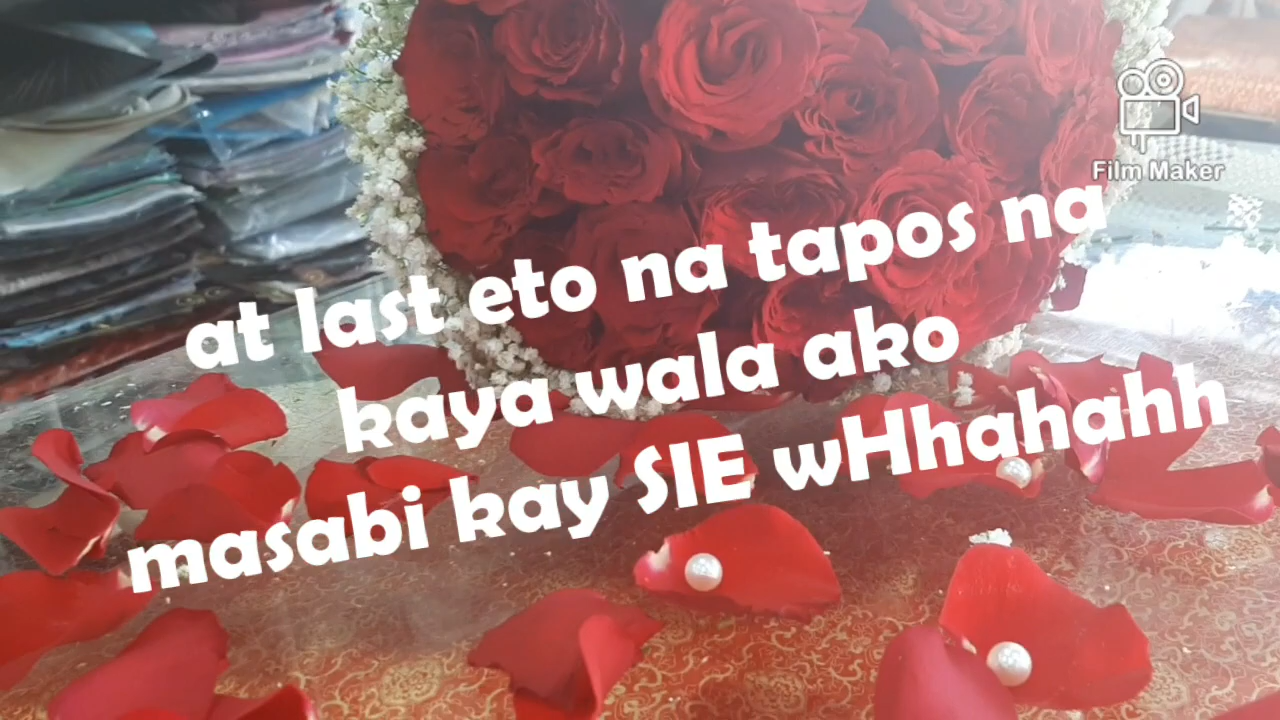 Film Maker
at last eto na tapos na
kaya wala ako
masabi kay SIE wHhahahh